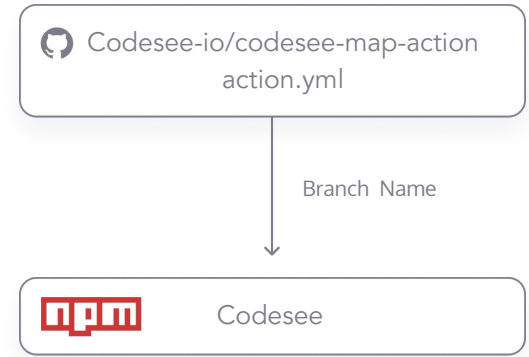 Codesee-io/codesee-map-action
action.yml
Branch Name
npm
Codesee